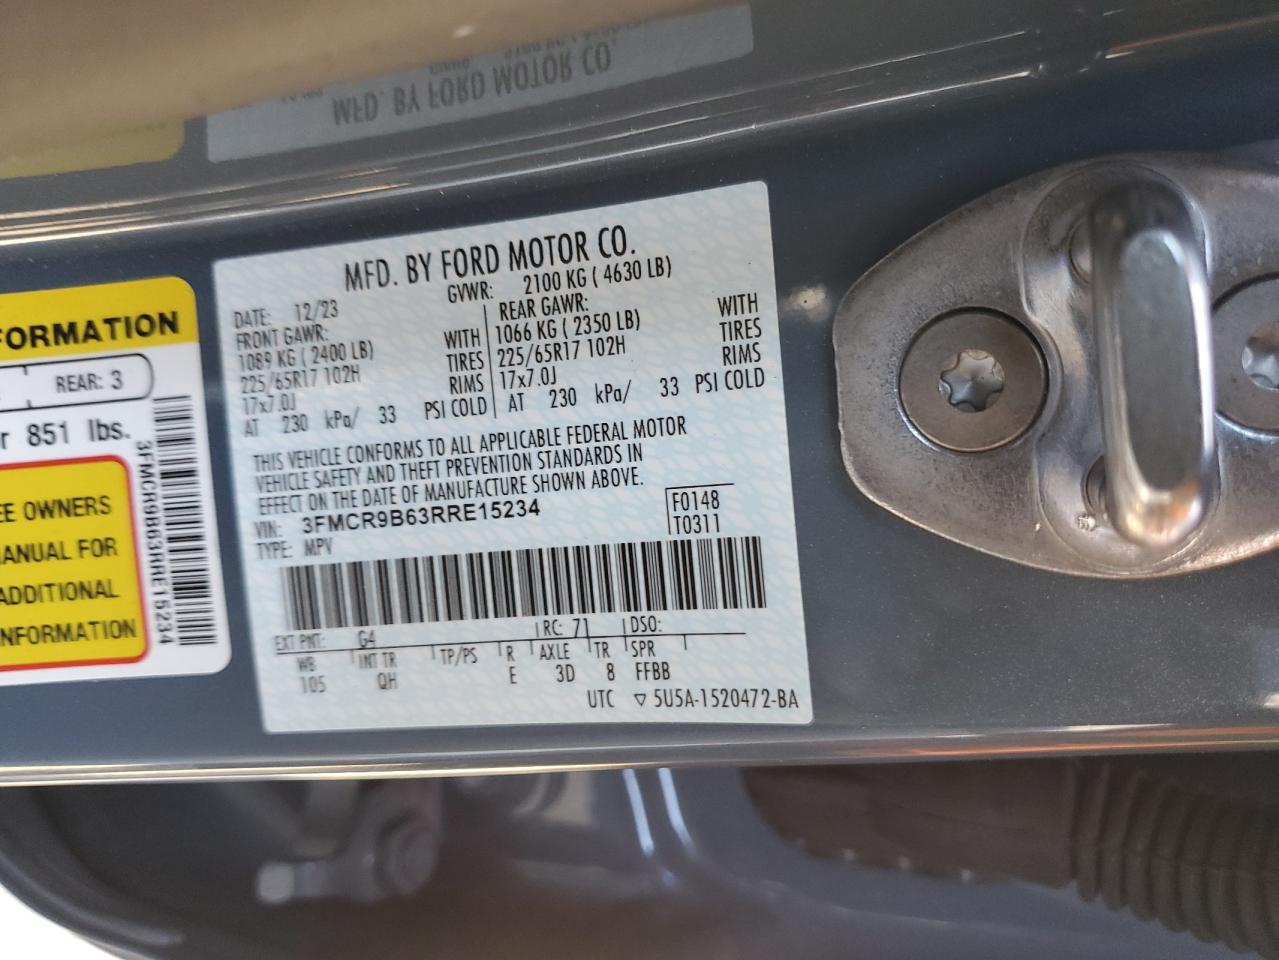 MFD. BY FORD MOTOR CO.
FORMATION
REAR: 3
r 851 lbs.
EE OWNERS
MANUAL FOR
ADDITIONAL
INFORMATION
3FMCR9B63RRE15234
MFD. BY FORD MOTOR CO.
DATE: 12/23 GVWR: 2100 KG ( 4630 LB)
FRONT GAWR: REAR GAWR:
1089 KG ( 2400 LB) WITH 1066 KG ( 2350 LB) WITH
225/65R17 102H TIRES 225/65R17 102H TIRES
17x7.0J RIMS 17x7.0J RIMS
AT 230 kPa/ 33 PSI COLD AT 230 kPa/ 33 PSI COLD
THIS VEHICLE CONFORMS TO ALL APPLICABLE FEDERAL MOTOR
VEHICLE SAFETY AND THEFT PREVENTION STANDARDS IN
EFFECT ON THE DATE OF MANUFACTURE SHOWN ABOVE.
VIN: 3FMCR9B63RRE15234 F0148
TYPE: MPV T0311
EXT PNT: G4 RC: 71 DSO:
WB INT TR TP/PS R AXLE TR SPR
105 QH E 3D 8 FFBB
UTC ▽ 5U5A-1520472-BA